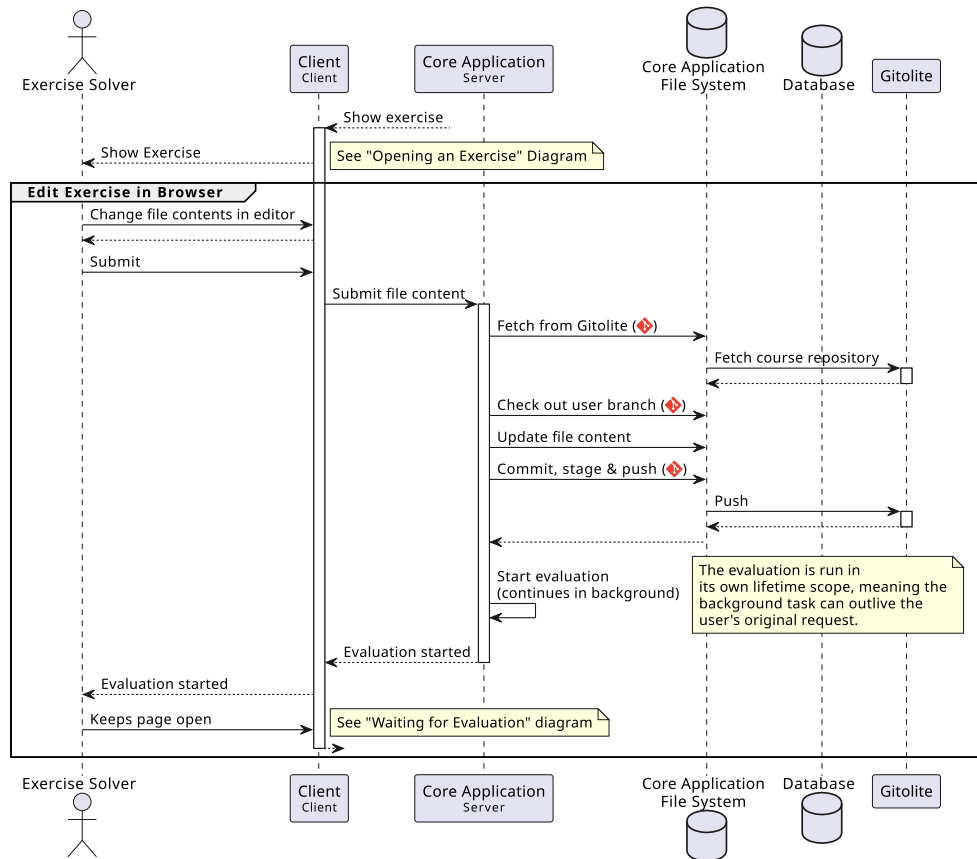 Exercise Solver
Client
Client
Core Application
Server
Core Application
File System
Database
Gitolite
Show exercise
Show Exercise
See "Opening an Exercise" Diagram
Edit Exercise in Browser
Change file contents in editor
Submit
Submit file content
Fetch from Gitolite ()
Fetch course repository
Check out user branch ()
Update file content
Commit, stage & push ()
Push
Start evaluation
(continues in background)
The evaluation is run in
its own lifetime scope, meaning the
background task can outlive the
user's original request.
Evaluation started
Evaluation started
Keeps page open
See "Waiting for Evaluation" diagram
Exercise Solver
Client
Client
Core Application
Server
Core Application
File System
Database
Gitolite